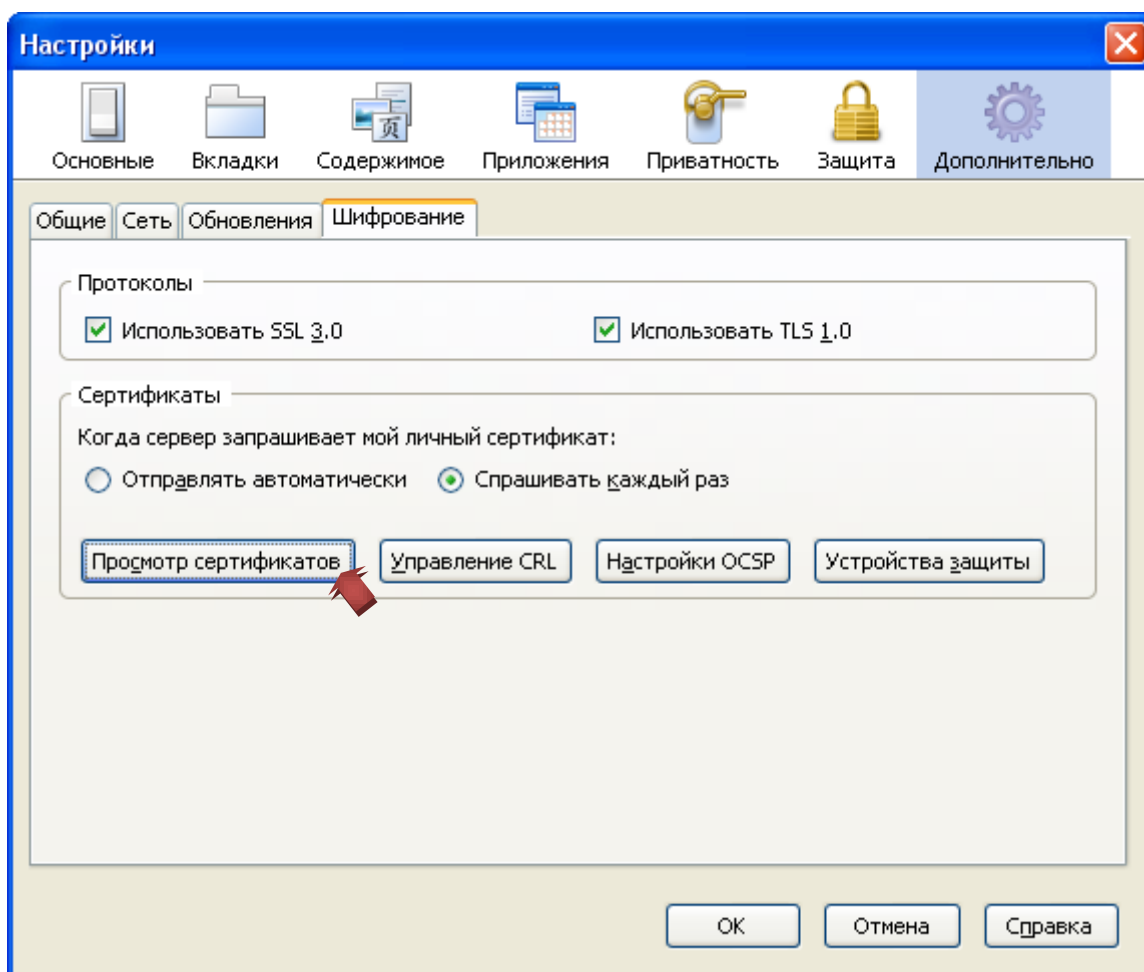 Настройки
页
Основные Вкладки Содержимое Приложения Приватность Защита Дополнительно
Общие Сеть Обновления Шифрование
Протоколы
Использовать SSL 3.0 Использовать TLS 1.0
Сертификаты
Когда сервер запрашивает мой личный сертификат:
Отправлять автоматически Спрашивать каждый раз
Просмотр сертификатов Управление CRL Настройки OCSP Устройства защиты
OK Отмена Справка